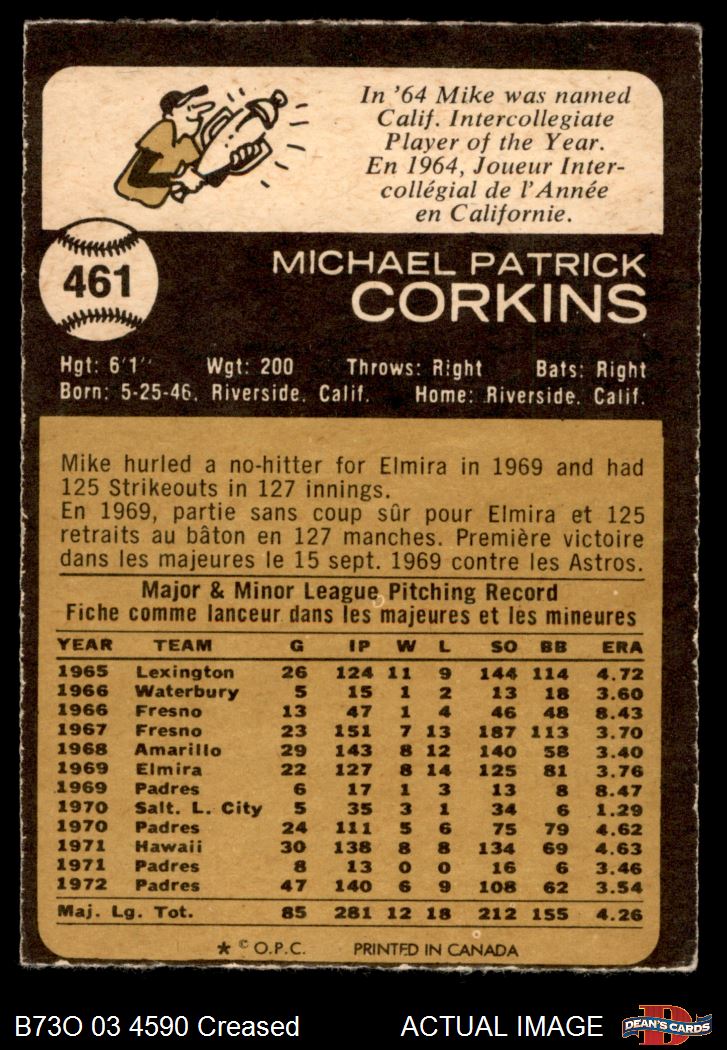 In '64 Mike was named
Calif. Intercollegiate
Player of the Year.
En 1964, Joueur Inter-
collégial de l'Année
en Californie.
461
MICHAEL PATRICK
CORKINS
Hgt: 6'1" Wgt: 200 Throws: Right Bats: Right
Born: 5-25-46, Riverside, Calif. Home: Riverside, Calif.
Mike hurled a no-hitter for Elmira in 1969 and had
125 Strikeouts in 127 innings.
En 1969, partie sans coup sûr pour Elmira et 125
retraits au bâton en 127 manches. Première victoire
dans les majeures le 15 sept. 1969 contre les Astros.
Major & Minor League Pitching Record
Fiche comme lanceur dans les majeures et les mineures
YEAR TEAM G IP W L SO BB ERA
1965 Lexington 26 124 11 9 144 114 4.72
1966 Waterbury 5 15 1 2 13 18 3.60
1966 Fresno 13 47 1 4 46 48 8.43
1967 Fresno 23 151 7 13 187 113 3.70
1968 Amarillo 29 143 8 12 140 58 3.40
1969 Elmira 22 127 8 14 125 81 3.76
1969 Padres 6 17 1 3 13 8 8.47
1970 Salt. L. City 5 35 3 1 34 6 1.29
1970 Padres 24 111 5 6 75 79 4.62
1971 Hawaii 30 138 8 8 134 69 4.63
1971 Padres 8 13 0 0 16 6 3.46
1972 Padres 47 140 6 9 108 62 3.54
Maj. Lg. Tot. 85 281 12 18 212 155 4.26
* © O.P.C. PRINTED IN CANADA
B73O 03 4590 Creased ACTUAL IMAGE
D
DEAN'S CARDS